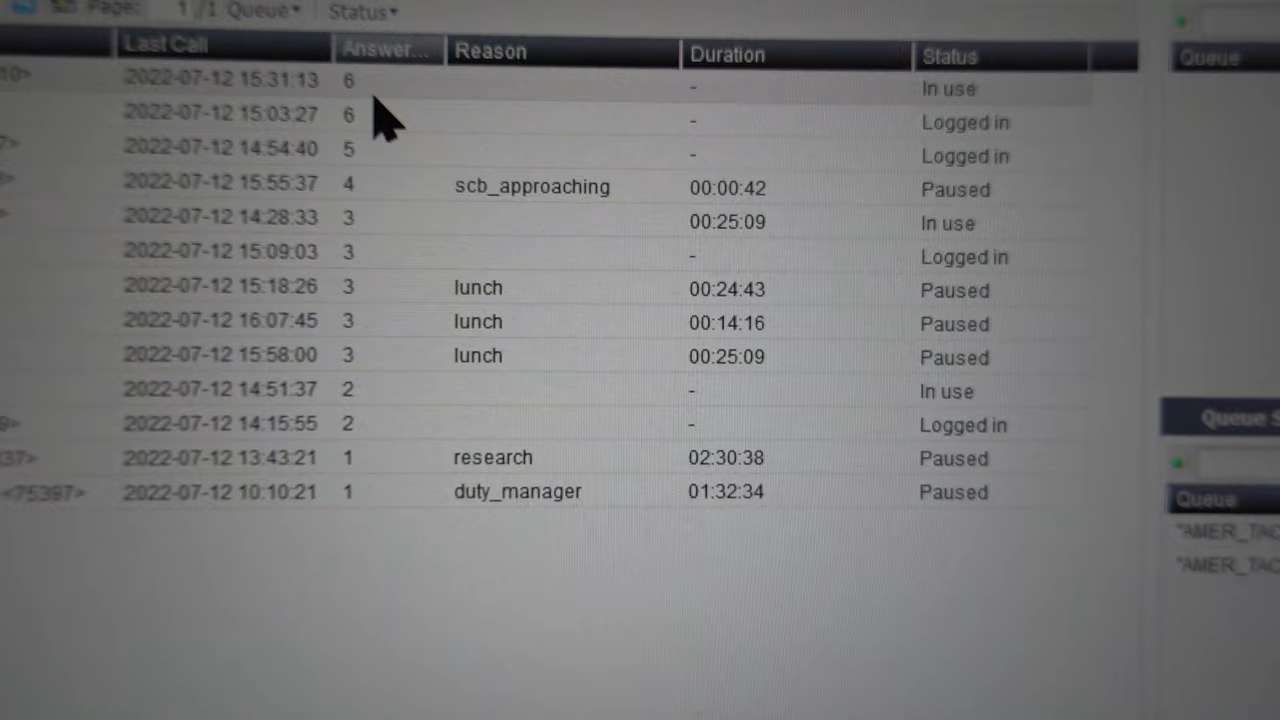 Page: 1 /1 Queue Status
Last Call Answer... Reason Duration Status Queue
10> 2022-07-12 15:31:13 6 - In use
2022-07-12 15:03:27 6 - Logged in
7> 2022-07-12 14:54:40 5 - Logged in
> 2022-07-12 15:55:37 4 scb_approaching 00:00:42 Paused
> 2022-07-12 14:28:33 3 00:25:09 In use
2022-07-12 15:09:03 3 - Logged in
2022-07-12 15:18:26 3 lunch 00:24:43 Paused
2022-07-12 16:07:45 3 lunch 00:14:16 Paused
2022-07-12 15:58:00 3 lunch 00:25:09 Paused
2022-07-12 14:51:37 2 - In use
9> 2022-07-12 14:15:55 2 - Logged in
Queue S
337> 2022-07-12 13:43:21 1 research 02:30:38 Paused
<75397> 2022-07-12 10:10:21 1 duty_manager 01:32:34 Paused
Queue
"AMER_TAC
"AMER_TAC